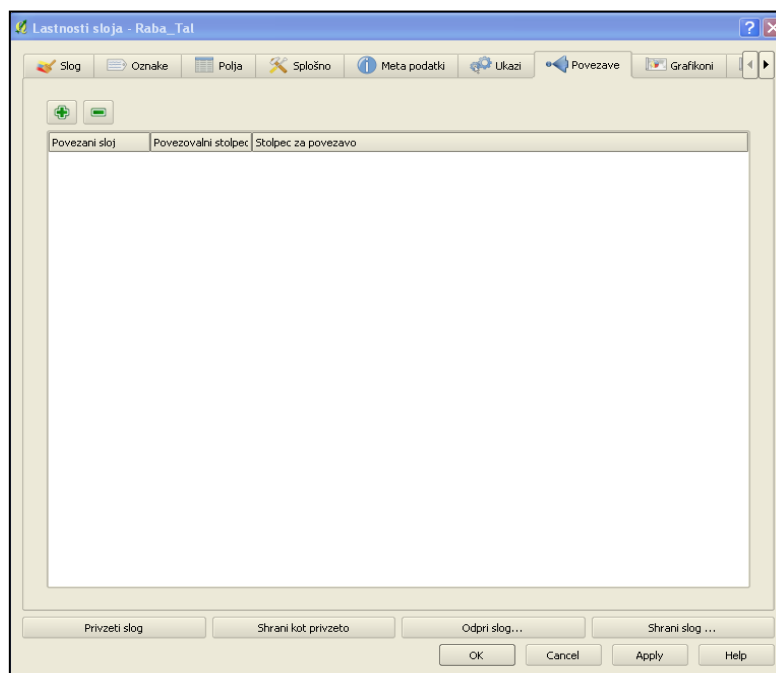 Lastnosti sloja - Raba_Tal
Slog Oznake Polja Splošno Meta podatki Ukazi Povezave Grafikoni
Povezani sloj Povezovalni stolpec Stolpec za povezavo
Privzeti slog Shrani kot privzeto Odpri slog... Shrani slog ...
OK Cancel Apply Help